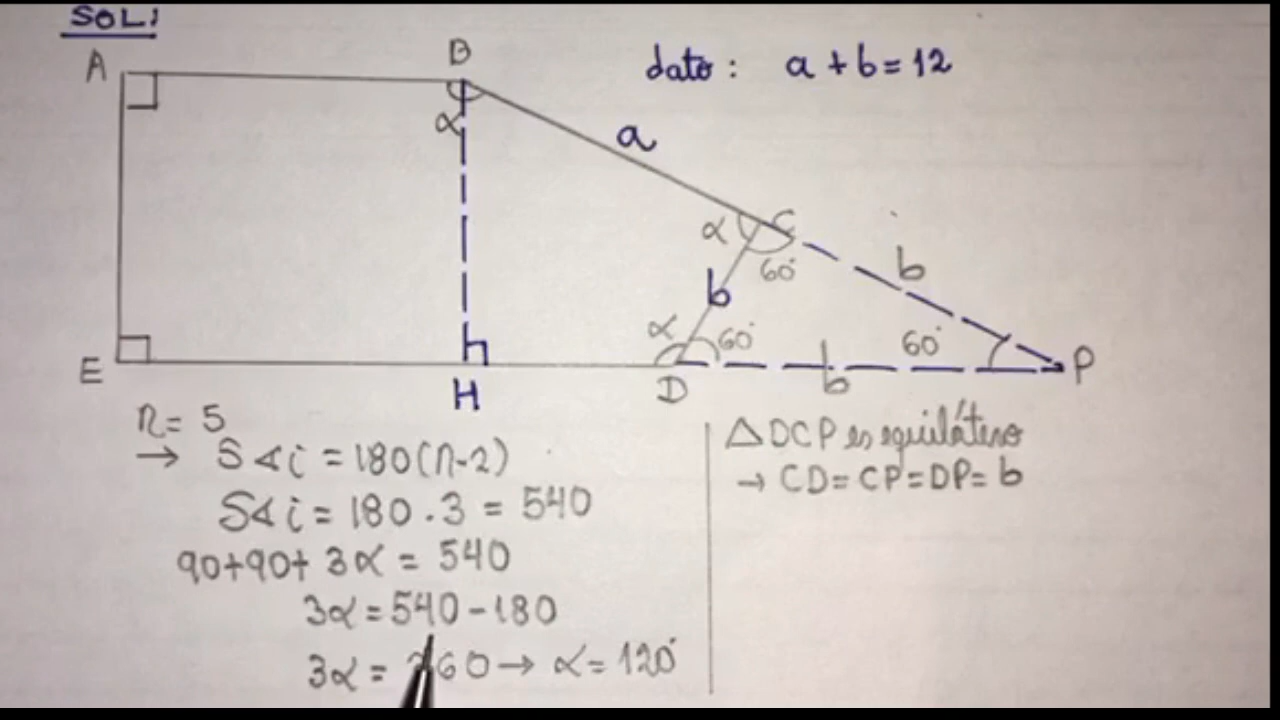 SOL:
dato: a + b = 12
A
B
a
α
α
C
60°
b
b
α
60°
60°
E
H
D
b
P
n = 5
→ S∢i = 180(n-2)
S∢i = 180 . 3 = 540
90+90+ 3α = 540
3α = 540 - 180
3α = 360 → α = 120°
△ DCP es equilátero
→ CD = CP = DP = b